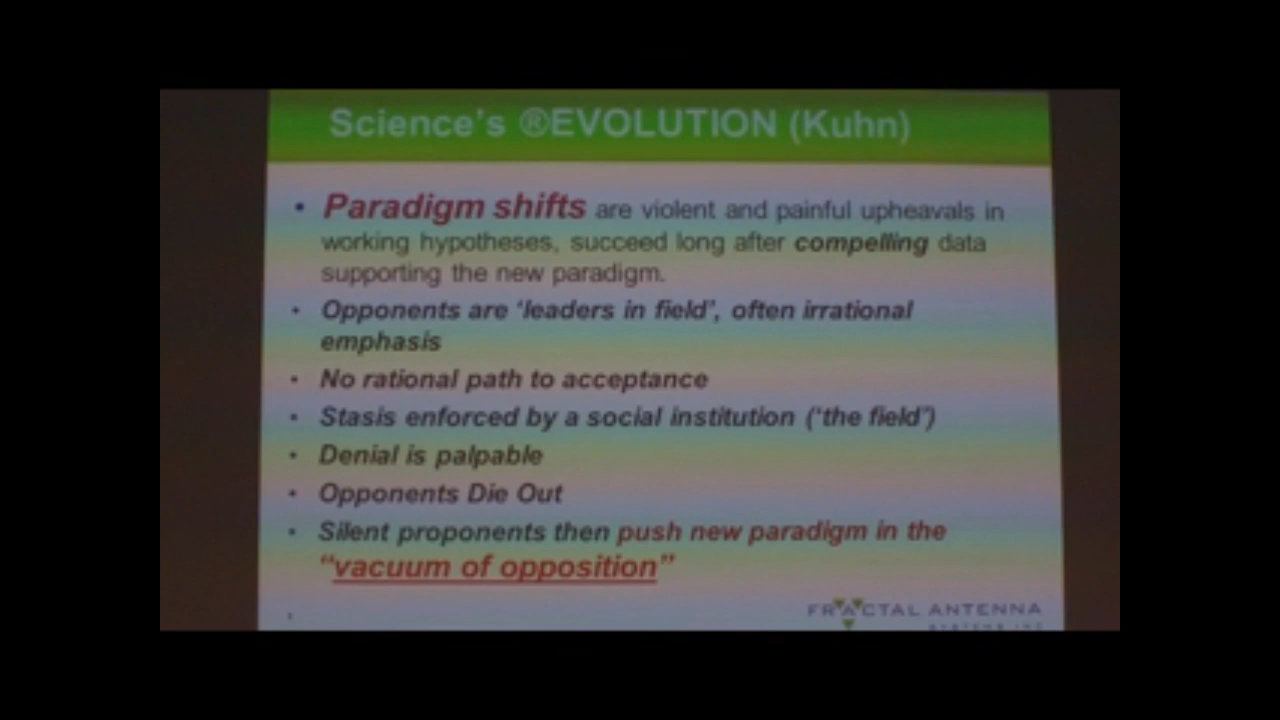 Science's ®EVOLUTION (Kuhn)
• Paradigm shifts are violent and painful upheavals in
working hypotheses, succeed long after compelling data
supporting the new paradigm.
• Opponents are 'leaders in field', often irrational
emphasis
• No rational path to acceptance
• Stasis enforced by a social institution ('the field')
• Denial is palpable
• Opponents Die Out
• Silent proponents then push new paradigm in the
"vacuum of opposition"
FRACTAL ANTENNA
SYSTEMS INC